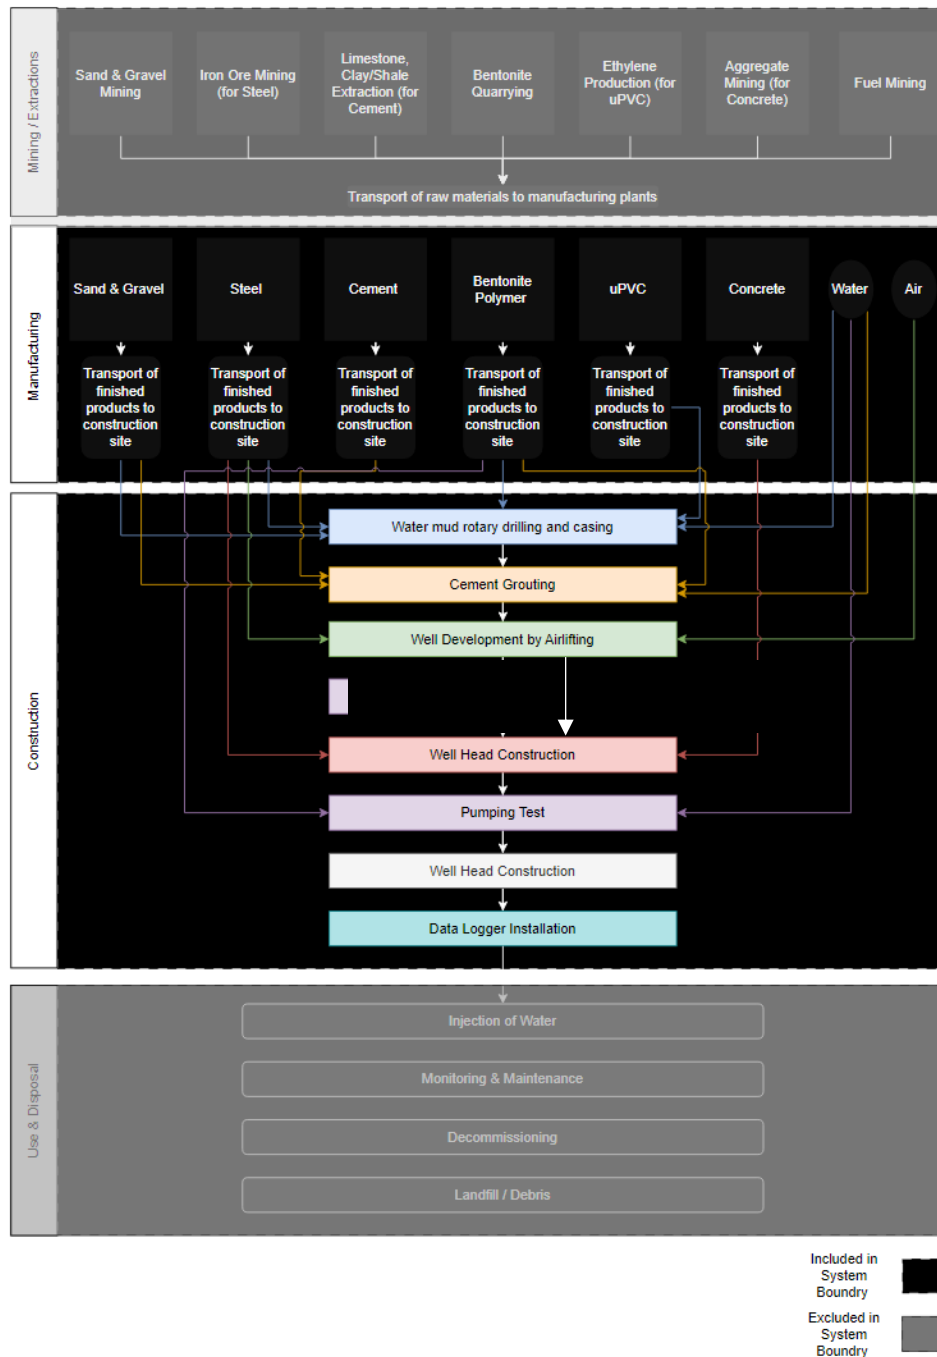 Mining / Extractions
Sand & Gravel
Mining
Iron Ore Mining
(for Steel)
Limestone,
Clay/Shale
Extraction (for
Cement)
Bentonite
Quarrying
Ethylene
Production (for
uPVC)
Aggregate
Mining (for
Concrete)
Fuel Mining
Transport of raw materials to manufacturing plants
Manufacturing
Sand & Gravel
Steel
Cement
Bentonite
Polymer
uPVC
Concrete
Water
Air
Transport of
finished
products to
construction
site
Transport of
finished
products to
construction
site
Transport of
finished
products to
construction
site
Transport of
finished
products to
construction
site
Transport of
finished
products to
construction
site
Transport of
finished
products to
construction
site
Construction
Water mud rotary drilling and casing
Cement Grouting
Well Development by Airlifting
Well Head Construction
Pumping Test
Well Head Construction
Data Logger Installation
Use & Disposal
Injection of Water
Monitoring & Maintenance
Decommissioning
Landfill / Debris
Included in
System
Boundry
Excluded in
System
Boundry